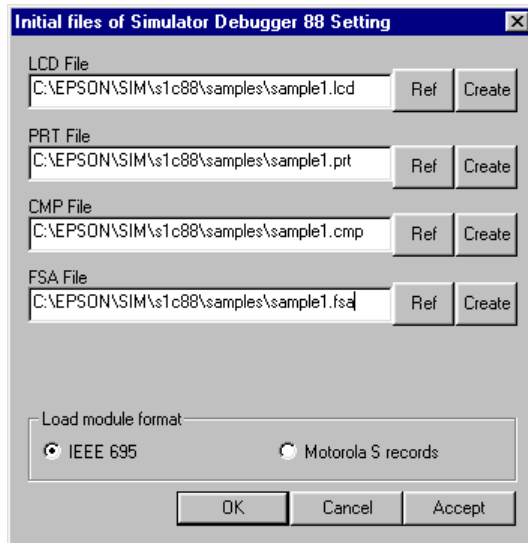 Initial files of Simulator Debugger 88 Setting
LCD File
C:\EPSON\SIM\s1c88\samples\sample1.lcd
Ref
Create
PRT File
C:\EPSON\SIM\s1c88\samples\sample1.prt
Ref
Create
CMP File
C:\EPSON\SIM\s1c88\samples\sample1.cmp
Ref
Create
FSA File
C:\EPSON\SIM\s1c88\samples\sample1.fsa
Ref
Create
Load module format
IEEE 695
Motorola S records
OK
Cancel
Accept